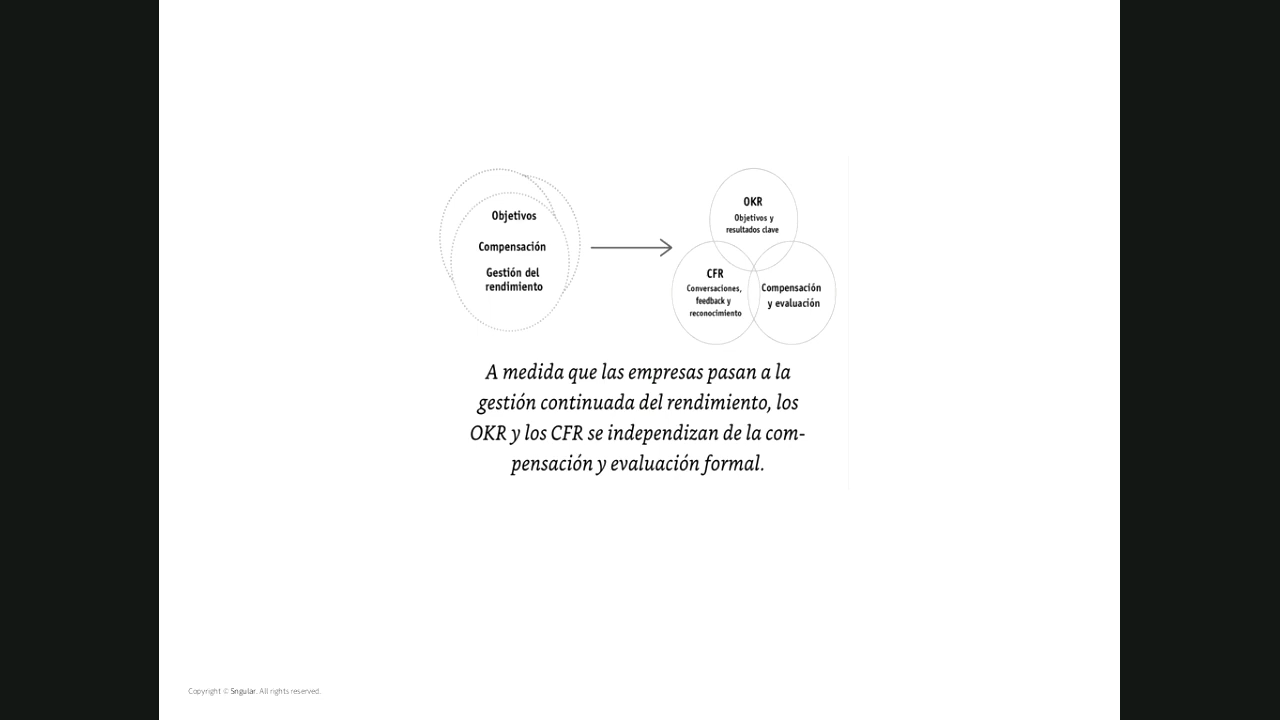 Objetivos
Compensación
Gestión del
rendimiento
OKR
Objetivos y
resultados clave
CFR
Conversaciones,
feedback y
reconocimiento
Compensación
y evaluación
A medida que las empresas pasan a la
gestión continuada del rendimiento, los
OKR y los CFR se independizan de la com-
pensación y evaluación formal.
Copyright © Sngular. All rights reserved.